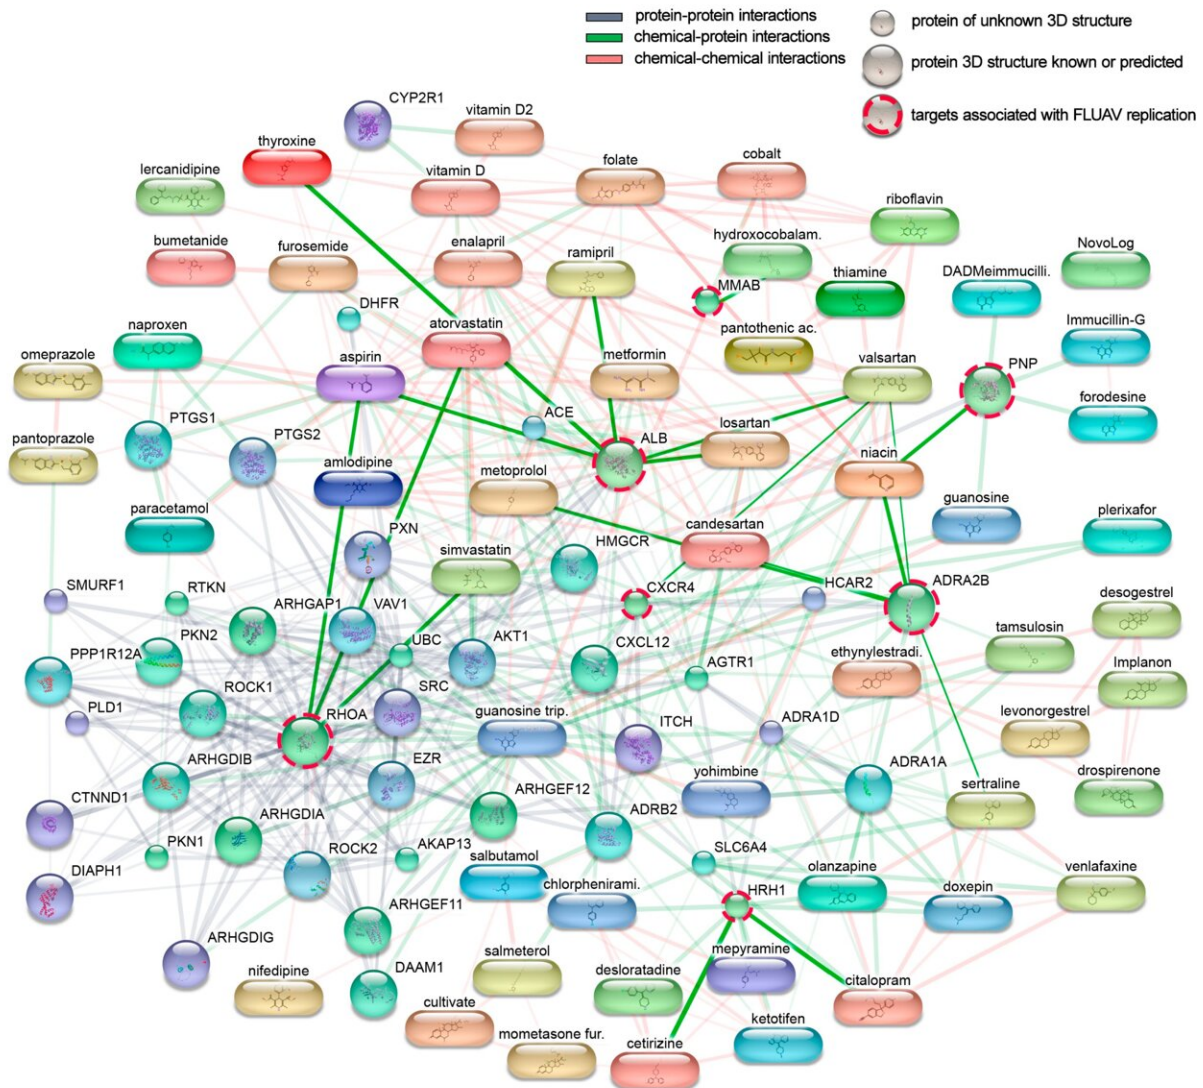 protein-protein interactions
chemical-protein interactions
chemical-chemical interactions
protein of unknown 3D structure
protein 3D structure known or predicted
targets associated with FLUAV replication
CYP2R1
vitamin D2
thyroxine
lercanidipine
vitamin D
folate
cobalt
riboflavin
bumetanide
furosemide
enalapril
ramipril
hydroxocobalam.
NovoLog
MMAB
thiamine
DADMeimmucilli.
DHFR
naproxen
atorvastatin
pantothenic ac.
Immucillin-G
omeprazole
aspirin
metformin
valsartan
PNP
PTGS1
PTGS2
ACE
ALB
losartan
forodesine
pantoprazole
amlodipine
metoprolol
niacin
paracetamol
PXN
candesartan
guanosine
plerixafor
simvastatin
HMGCR
SMURF1
RTKN
CXCR4
HCAR2
ADRA2B
desogestrel
ARHGAP1
VAV1
PKN2
UBC
AKT1
CXCL12
tamsulosin
PPP1R12A
AGTR1
ethynylestradi.
Implanon
ROCK1
SRC
PLD1
RHOA
guanosine trip.
ITCH
ADRA1D
levonorgestrel
ARHGDIB
EZR
ADRA1A
yohimbine
sertraline
drospirenone
CTNND1
ARHGDIA
ARHGEF12
ADRB2
PKN1
ROCK2
AKAP13
SLC6A4
DIAPH1
salbutamol
olanzapine
venlafaxine
chlorphenirami.
HRH1
doxepin
ARHGEF11
ARHGDIG
salmeterol
mepyramine
nifedipine
DAAM1
desloratadine
citalopram
cultivate
mometasone fur.
ketotifen
cetirizine